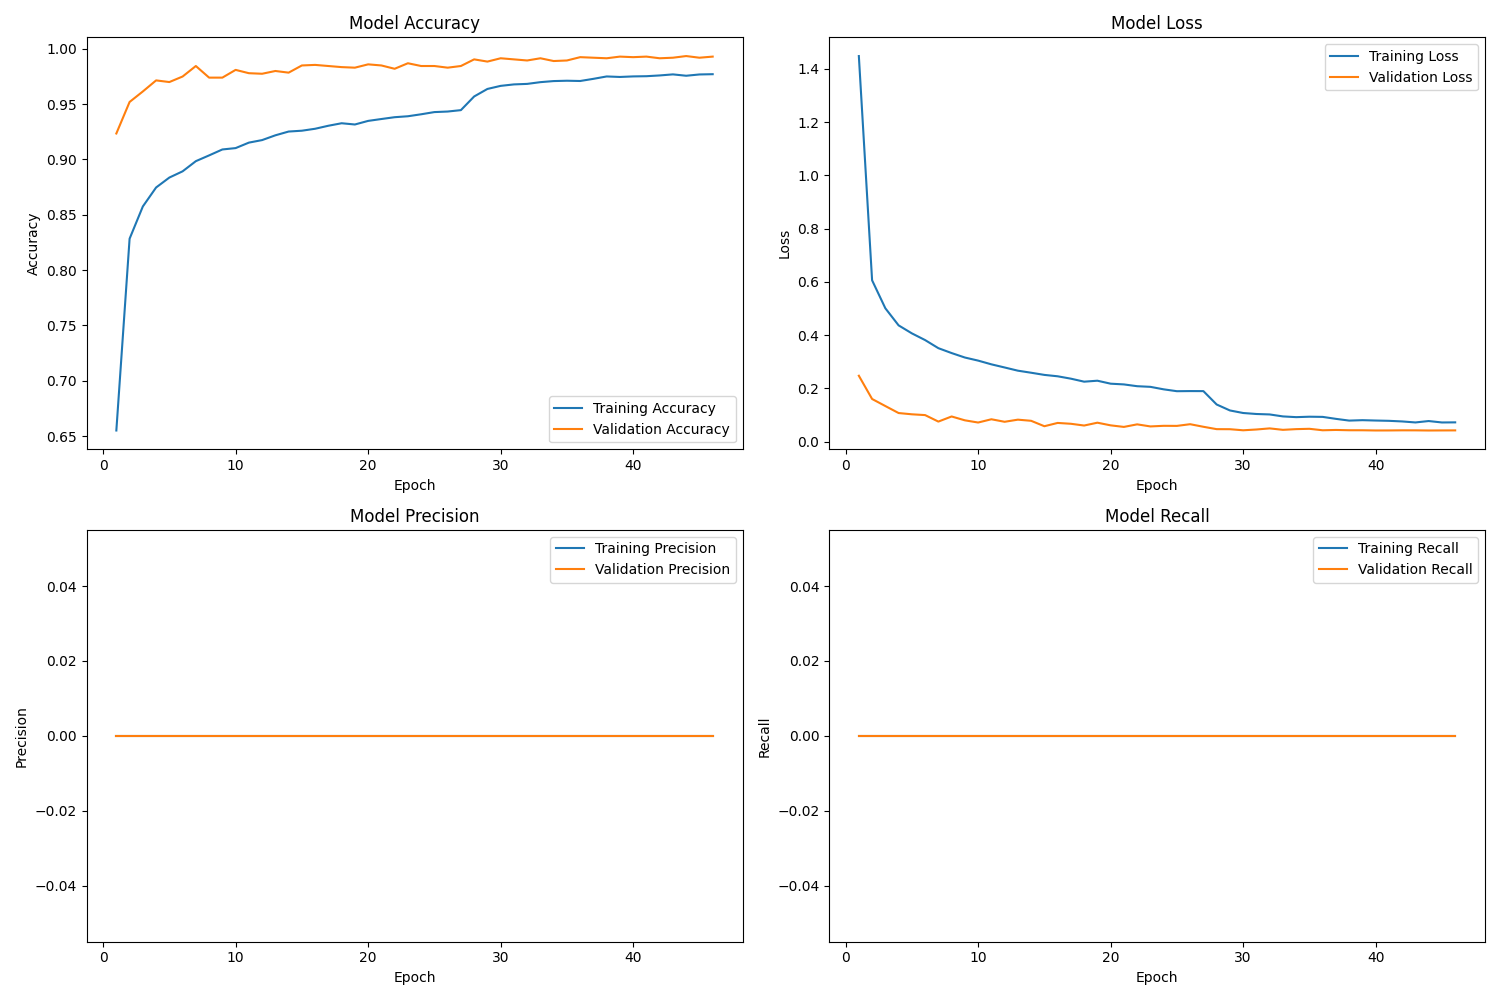 Model Accuracy
1.00
0.95
0.90
0.85
0.80
0.75
0.70
0.65
Accuracy
Training Accuracy
Validation Accuracy
0 10 20 30 40
Epoch
Model Loss
1.4
1.2
1.0
0.8
0.6
0.4
0.2
0.0
Loss
Training Loss
Validation Loss
0 10 20 30 40
Epoch
Model Precision
0.04
0.02
0.00
−0.02
−0.04
Precision
Training Precision
Validation Precision
0 10 20 30 40
Epoch
Model Recall
0.04
0.02
0.00
−0.02
−0.04
Recall
Training Recall
Validation Recall
0 10 20 30 40
Epoch